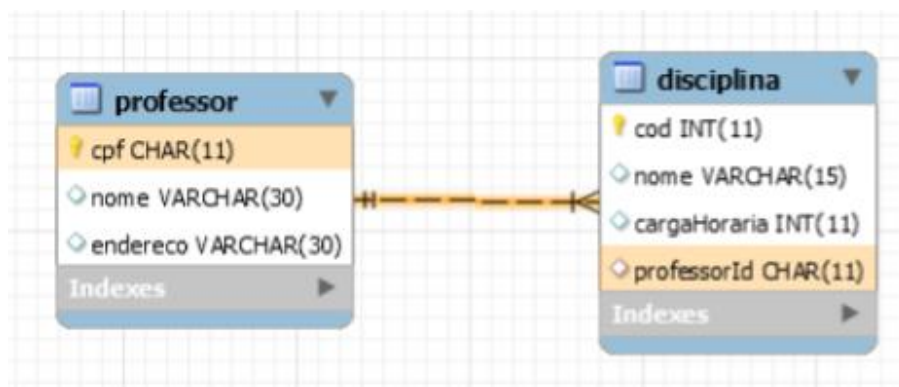 professor
cpf CHAR(11)
nome VARCHAR(30)
endereco VARCHAR(30)
Indexes
disciplina
cod INT(11)
nome VARCHAR(15)
cargaHoraria INT(11)
professorId CHAR(11)
Indexes